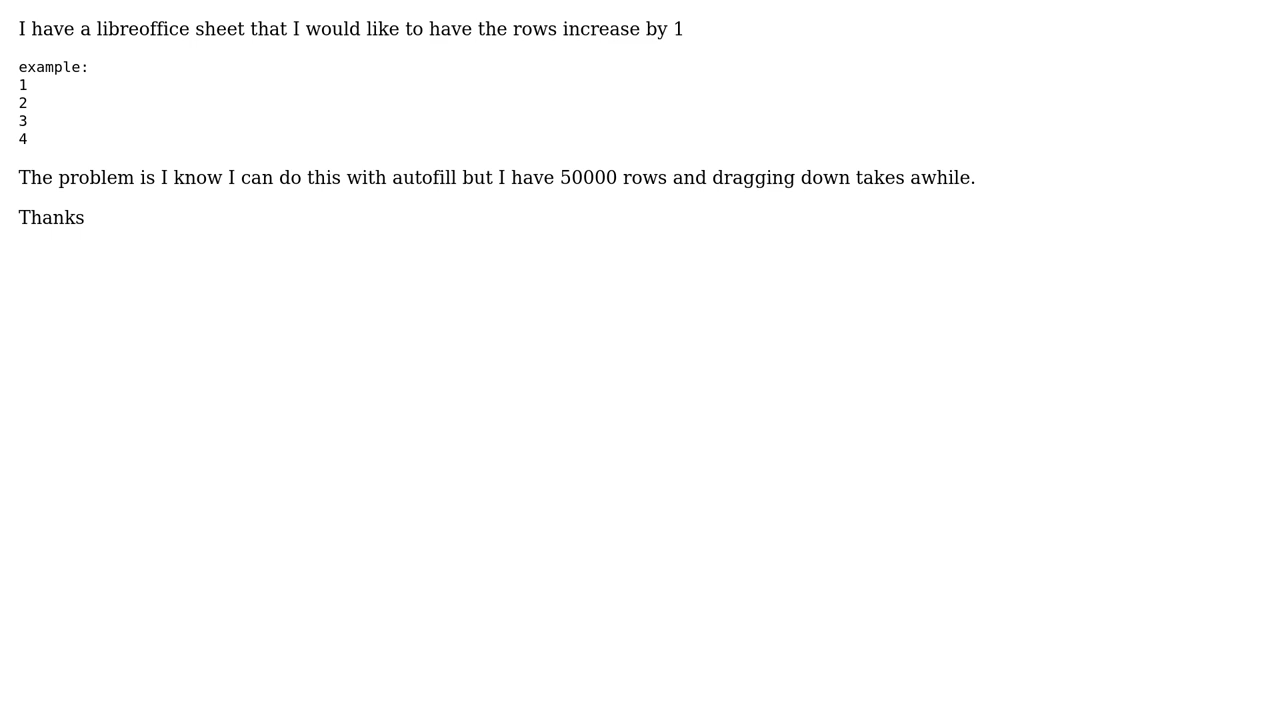 I have a libreoffice sheet that I would like to have the rows increase by 1
example:
1
2
3
4
The problem is I know I can do this with autofill but I have 50000 rows and dragging down takes awhile.
Thanks